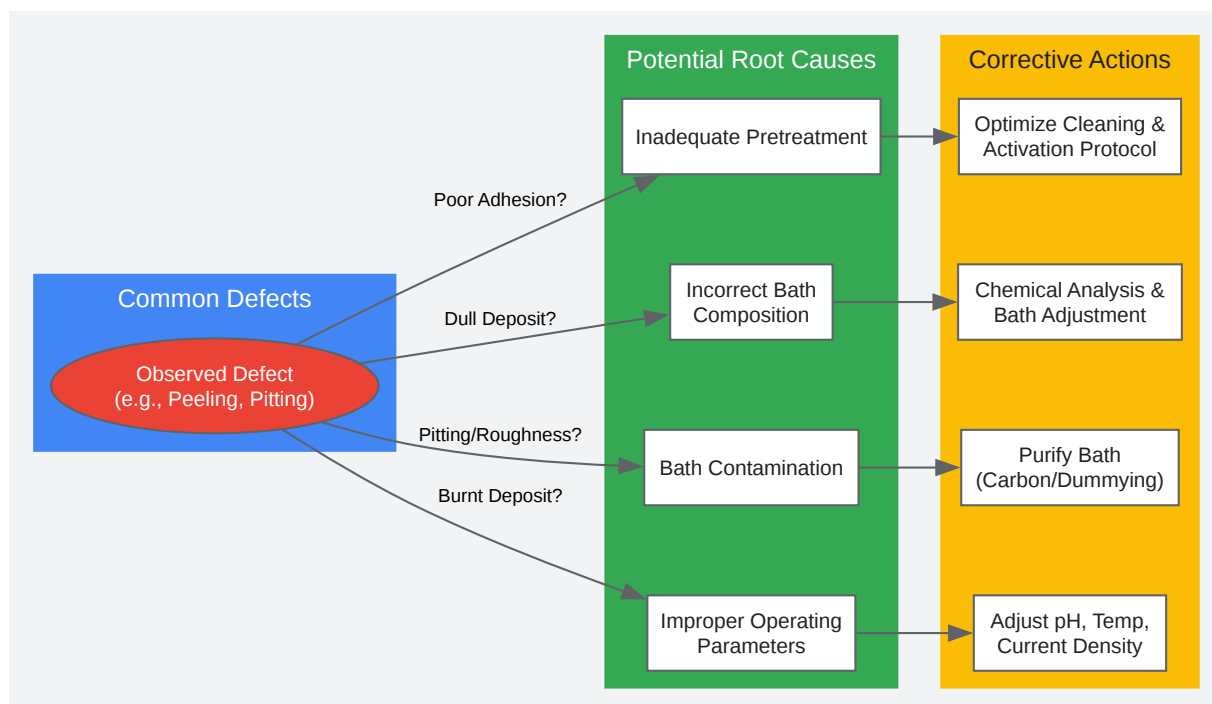 Potential Root Causes
Corrective Actions
Inadequate Pretreatment
Optimize Cleaning &
Activation Protocol
Poor Adhesion?
Common Defects
Dull Deposit?
Incorrect Bath
Composition
Chemical Analysis &
Bath Adjustment
Observed Defect
(e.g., Peeling, Pitting)
Pitting/Roughness?
Bath Contamination
Purify Bath
(Carbon/Dummying)
Burnt Deposit?
Improper Operating
Parameters
Adjust pH, Temp,
Current Density